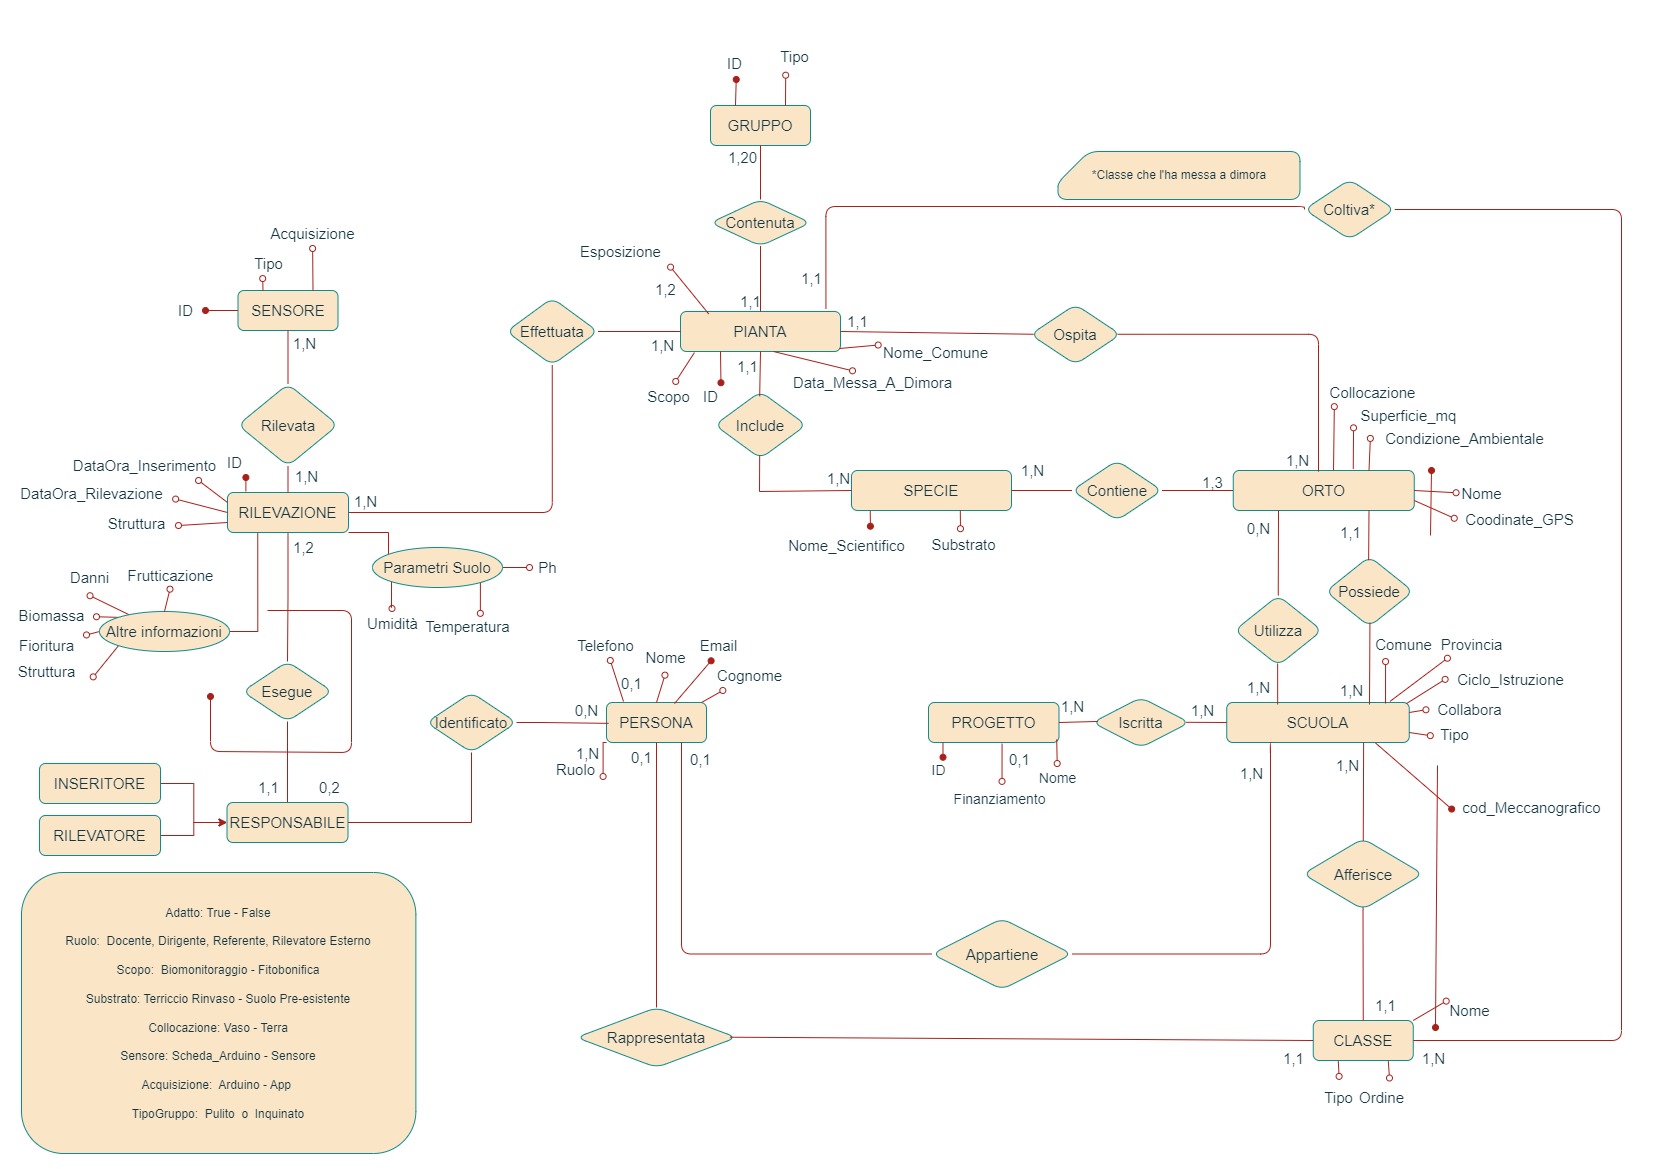 ID
Tipo
GRUPPO
1,20
*Classe che l'ha messa a dimora
Coltiva*
Contenuta
Acquisizione
Tipo
Esposizione
1,2
1,1
1,1
ID
SENSORE
1,N
Effettuata
1,N
PIANTA
1,1
Ospita
1,1
Nome_Comune
Data_Messa_A_Dimora
Scopo
ID
Collocazione
Superficie_mq
Condizione_Ambientale
Rilevata
Include
DataOra_Inserimento
ID
1,N
DataOra_Rilevazione
Struttura
RILEVAZIONE
1,N
1,2
1,N
SPECIE
1,N
Contiene
1,3
1,N
ORTO
Nome
Coodinate_GPS
Nome_Scientifico
Substrato
0,N
1,1
Danni
Frutticazione
Parametri Suolo
Ph
Biomassa
Altre informazioni
Fioritura
Struttura
Umidità
Temperatura
Possiede
Utilizza
Telefono
Nome
Email
Cognome
0,1
Comune
Provincia
Ciclo_Istruzione
Collabora
Tipo
Esegue
1,N
1,N
Identificato
0,N
PERSONA
PROGETTO
1,N
Iscritta
1,N
SCUOLA
1,N
Ruolo
0,1
0,1
ID
0,1
Nome
Finanziamento
1,N
1,N
INSERITORE
1,1
0,2
cod_Meccanografico
RILEVATORE
RESPONSABILE
Afferisce
Adatto: True - False
Ruolo: Docente, Dirigente, Referente, Rilevatore Esterno
Scopo: Biomonitoraggio - Fitobonifica
Substrato: Terriccio Rinvaso - Suolo Pre-esistente
Collocazione: Vaso - Terra
Sensore: Scheda_Arduino - Sensore
Acquisizione: Arduino - App
TipoGruppo: Pulito o Inquinato
Appartiene
1,1
Nome
Rappresentata
CLASSE
1,1
1,N
Tipo
Ordine